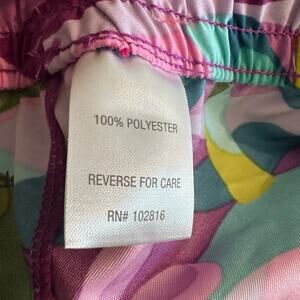 100% POLYESTER
REVERSE FOR CARE
RN# 102816